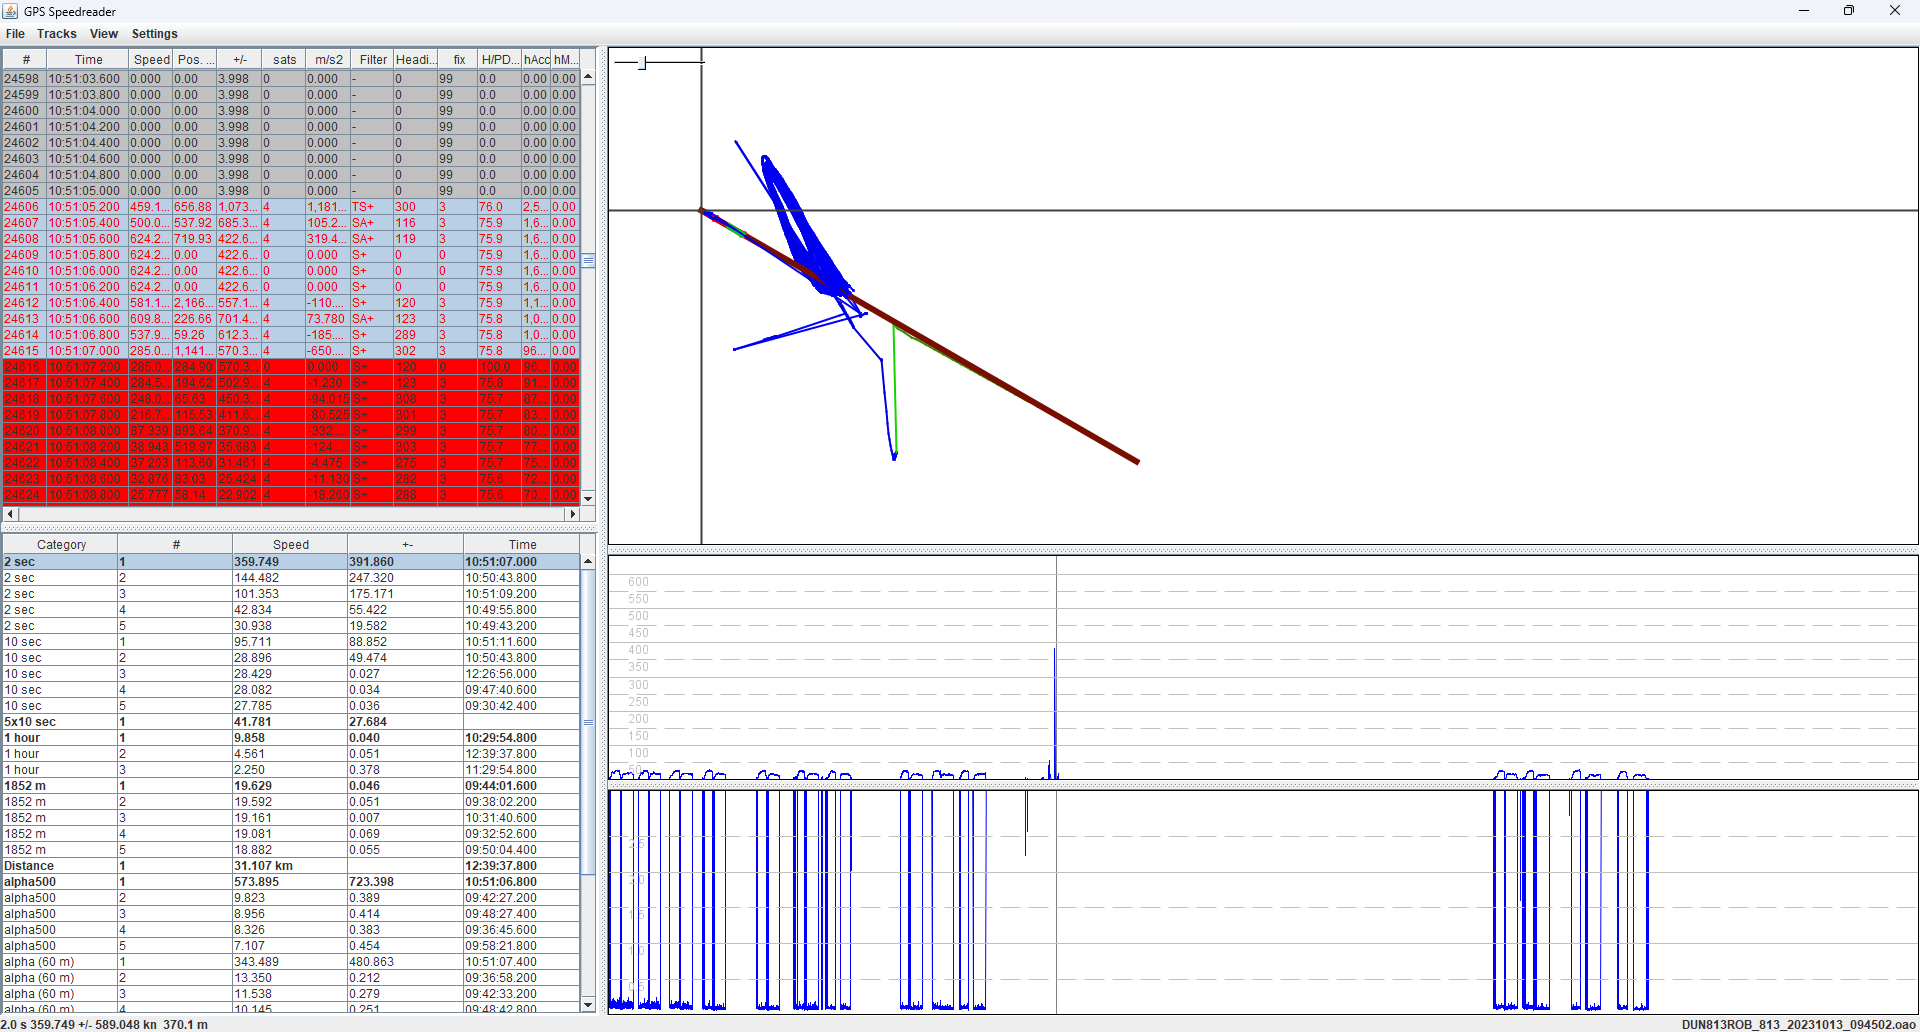 GPS Speedreader
File Tracks View Settings
# Time Speed Pos. ... +/- sats m/s2 Filter Headi... fix H/PD... hAcc hM...
24598 10:51:03.600 0.000 0.00 3.998 0 0.000 - 0 99 0.0 0.00 0.00
24599 10:51:03.800 0.000 0.00 3.998 0 0.000 - 0 99 0.0 0.00 0.00
24600 10:51:04.000 0.000 0.00 3.998 0 0.000 - 0 99 0.0 0.00 0.00
24601 10:51:04.200 0.000 0.00 3.998 0 0.000 - 0 99 0.0 0.00 0.00
24602 10:51:04.400 0.000 0.00 3.998 0 0.000 - 0 99 0.0 0.00 0.00
24603 10:51:04.600 0.000 0.00 3.998 0 0.000 - 0 99 0.0 0.00 0.00
24604 10:51:04.800 0.000 0.00 3.998 0 0.000 - 0 99 0.0 0.00 0.00
24605 10:51:05.000 0.000 0.00 3.998 0 0.000 - 0 99 0.0 0.00 0.00
24606 10:51:05.200 459.1... 656.88 1,073... 4 1,181... TS+ 300 3 76.0 2,5... 0.00
24607 10:51:05.400 500.0... 537.92 685.3... 4 105.2... SA+ 116 3 75.9 1,6... 0.00
24608 10:51:05.600 624.2... 719.93 422.6... 4 319.4... SA+ 119 3 75.9 1,6... 0.00
24609 10:51:05.800 624.2... 0.00 422.6... 4 0.000 S+ 0 0 75.9 1,6... 0.00
24610 10:51:06.000 624.2... 0.00 422.6... 4 0.000 S+ 0 0 75.9 1,6... 0.00
24611 10:51:06.200 624.2... 0.00 422.6... 4 0.000 S+ 0 0 75.9 1,6... 0.00
24612 10:51:06.400 581.1... 2,166... 557.1... 4 -110.... S+ 120 3 75.9 1,1... 0.00
24613 10:51:06.600 609.8... 226.66 701.4... 4 73.780 SA+ 123 3 75.8 1,0... 0.00
24614 10:51:06.800 537.9... 59.26 612.3... 4 -185.... S+ 289 3 75.8 1,0... 0.00
24615 10:51:07.000 285.0... 1,141... 570.3... 4 -650.... S+ 302 3 75.8 96... 0.00
24616 10:51:07.200 285.0... 284.90 570.3... 0 0.000 S+ 120 0 100.0 96... 0.00
24617 10:51:07.400 284.5... 194.62 502.9... 4 -1.230 S+ 123 3 75.8 91... 0.00
24618 10:51:07.600 248.0... 65.63 450.3... 4 -94.015 S+ 308 3 75.7 87... 0.00
24619 10:51:07.800 216.7... 115.53 411.6... 4 -80.525 S+ 301 3 75.7 83... 0.00
24620 10:51:08.000 87.339 893.64 370.9... 4 -332.... S+ 299 3 75.7 80... 0.00
24621 10:51:08.200 38.943 519.97 35.683 4 -124.... S+ 303 3 75.7 77... 0.00
24622 10:51:08.400 37.203 113.60 31.461 4 -4.475 S+ 275 3 75.7 75... 0.00
24623 10:51:08.600 32.876 83.03 25.424 4 -11.130 S+ 282 3 75.6 72... 0.00
24624 10:51:08.800 25.777 58.14 22.902 4 -18.260 S+ 288 3 75.6 70... 0.00
Category # Speed +- Time
2 sec 1 359.749 391.860 10:51:07.000
2 sec 2 144.482 247.320 10:50:43.800
2 sec 3 101.353 175.171 10:51:09.200
2 sec 4 42.834 55.422 10:49:55.800
2 sec 5 30.938 19.582 10:49:43.200
10 sec 1 95.711 88.852 10:51:11.600
10 sec 2 28.896 49.474 10:50:43.800
10 sec 3 28.429 0.027 12:26:56.000
10 sec 4 28.082 0.034 09:47:40.600
10 sec 5 27.785 0.036 09:30:42.400
5x10 sec 1 41.781 27.684
1 hour 1 9.858 0.040 10:29:54.800
1 hour 2 4.561 0.051 12:39:37.800
1 hour 3 2.250 0.378 11:29:54.800
1852 m 1 19.629 0.046 09:44:01.600
1852 m 2 19.592 0.051 09:38:02.200
1852 m 3 19.161 0.007 10:31:40.600
1852 m 4 19.081 0.069 09:32:52.600
1852 m 5 18.882 0.055 09:50:04.400
Distance 1 31.107 km 12:39:37.800
alpha500 1 573.895 723.398 10:51:06.800
alpha500 2 9.823 0.389 09:42:27.200
alpha500 3 8.956 0.414 09:48:27.400
alpha500 4 8.326 0.383 09:36:45.600
alpha500 5 7.107 0.454 09:58:21.800
alpha (60 m) 1 343.489 480.863 10:51:07.400
alpha (60 m) 2 13.350 0.212 09:36:58.200
alpha (60 m) 3 11.538 0.279 09:42:33.200
alpha (60 m) 4 10.145 0.251 09:48:42.800
600
550
500
450
400
350
300
250
200
150
100
50
2.5
2.0
1.5
1.0
0.5
2.0 s 359.749 +/- 589.048 kn 370.1 m
DUN813ROB_813_20231013_094502.oao